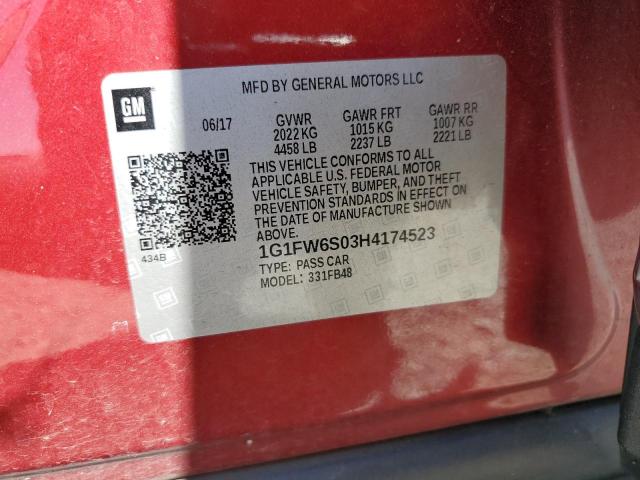 MFD BY GENERAL MOTORS LLC
GM
06/17
GVWR
2022 KG
4458 LB
GAWR FRT
1015 KG
2237 LB
GAWR RR
1007 KG
2221 LB
THIS VEHICLE CONFORMS TO ALL
APPLICABLE U.S. FEDERAL MOTOR
VEHICLE SAFETY, BUMPER, AND THEFT
PREVENTION STANDARDS IN EFFECT ON
THE DATE OF MANUFACTURE SHOWN
ABOVE.
434B
1G1FW6S03H4174523
TYPE: PASS CAR
MODEL: 331FB48